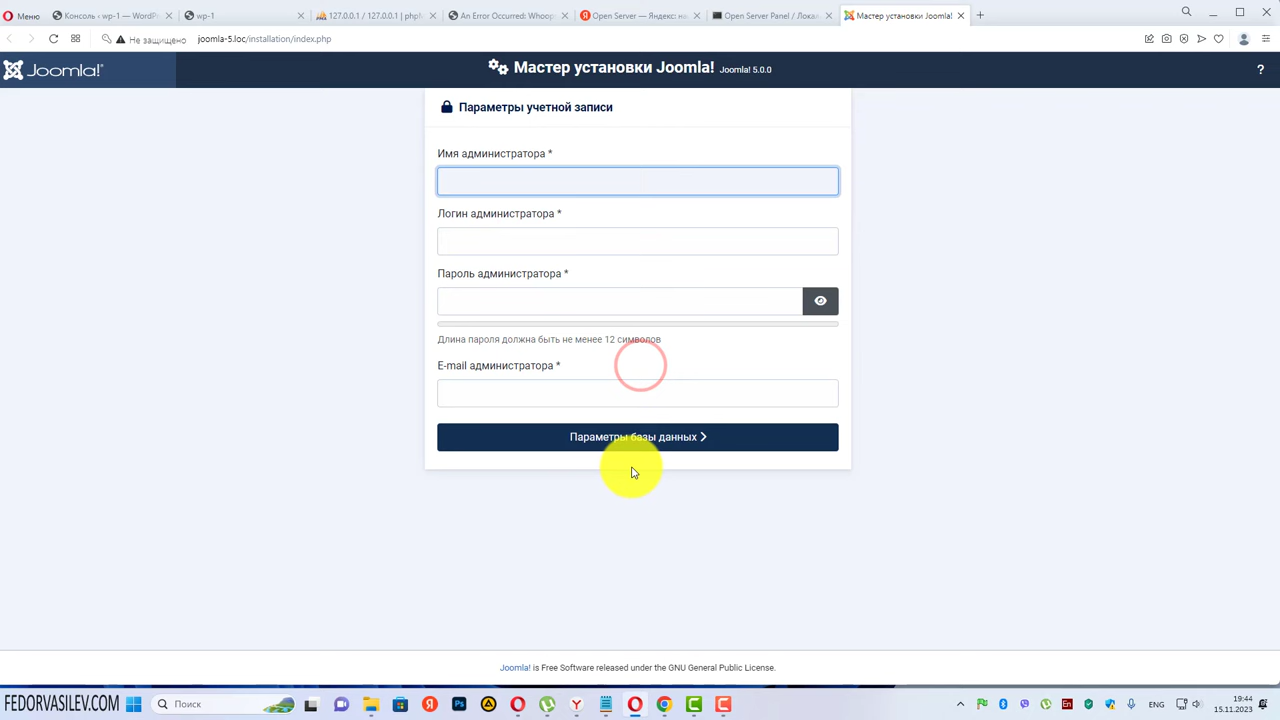 Меню
Консоль ‹ wp-1 — WordPr
wp-1
127.0.0.1 / 127.0.0.1 | phpM
An Error Occurred: Whoop
Open Server — Яндекс: на
Open Server Panel / Локал
Мастер установки Joomla!
Не защищено
joomla-5.loc/installation/index.php
Joomla!®
Мастер установки Joomla! Joomla! 5.0.0
?
Параметры учетной записи
Имя администратора *
Логин администратора *
Пароль администратора *
Длина пароля должна быть не менее 12 символов
E-mail администратора *
Параметры базы данных
Joomla! is Free Software released under the GNU General Public License.
FEDORVASILEV.COM
Поиск
ENG
19:44
15.11.2023